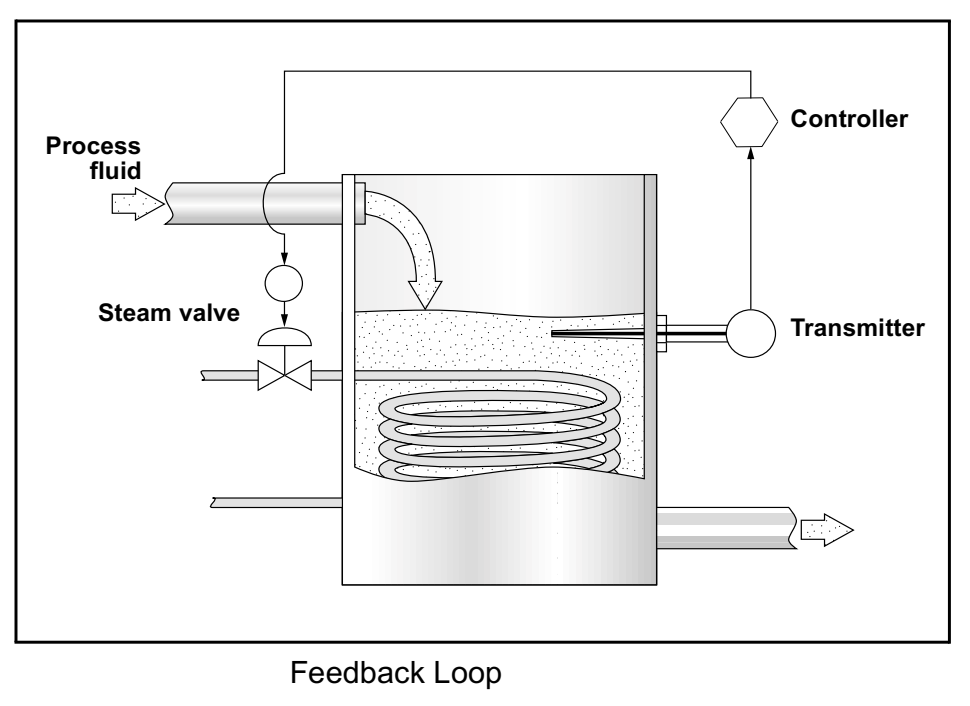 Process
fluid
Controller
Steam valve
Transmitter
Feedback Loop